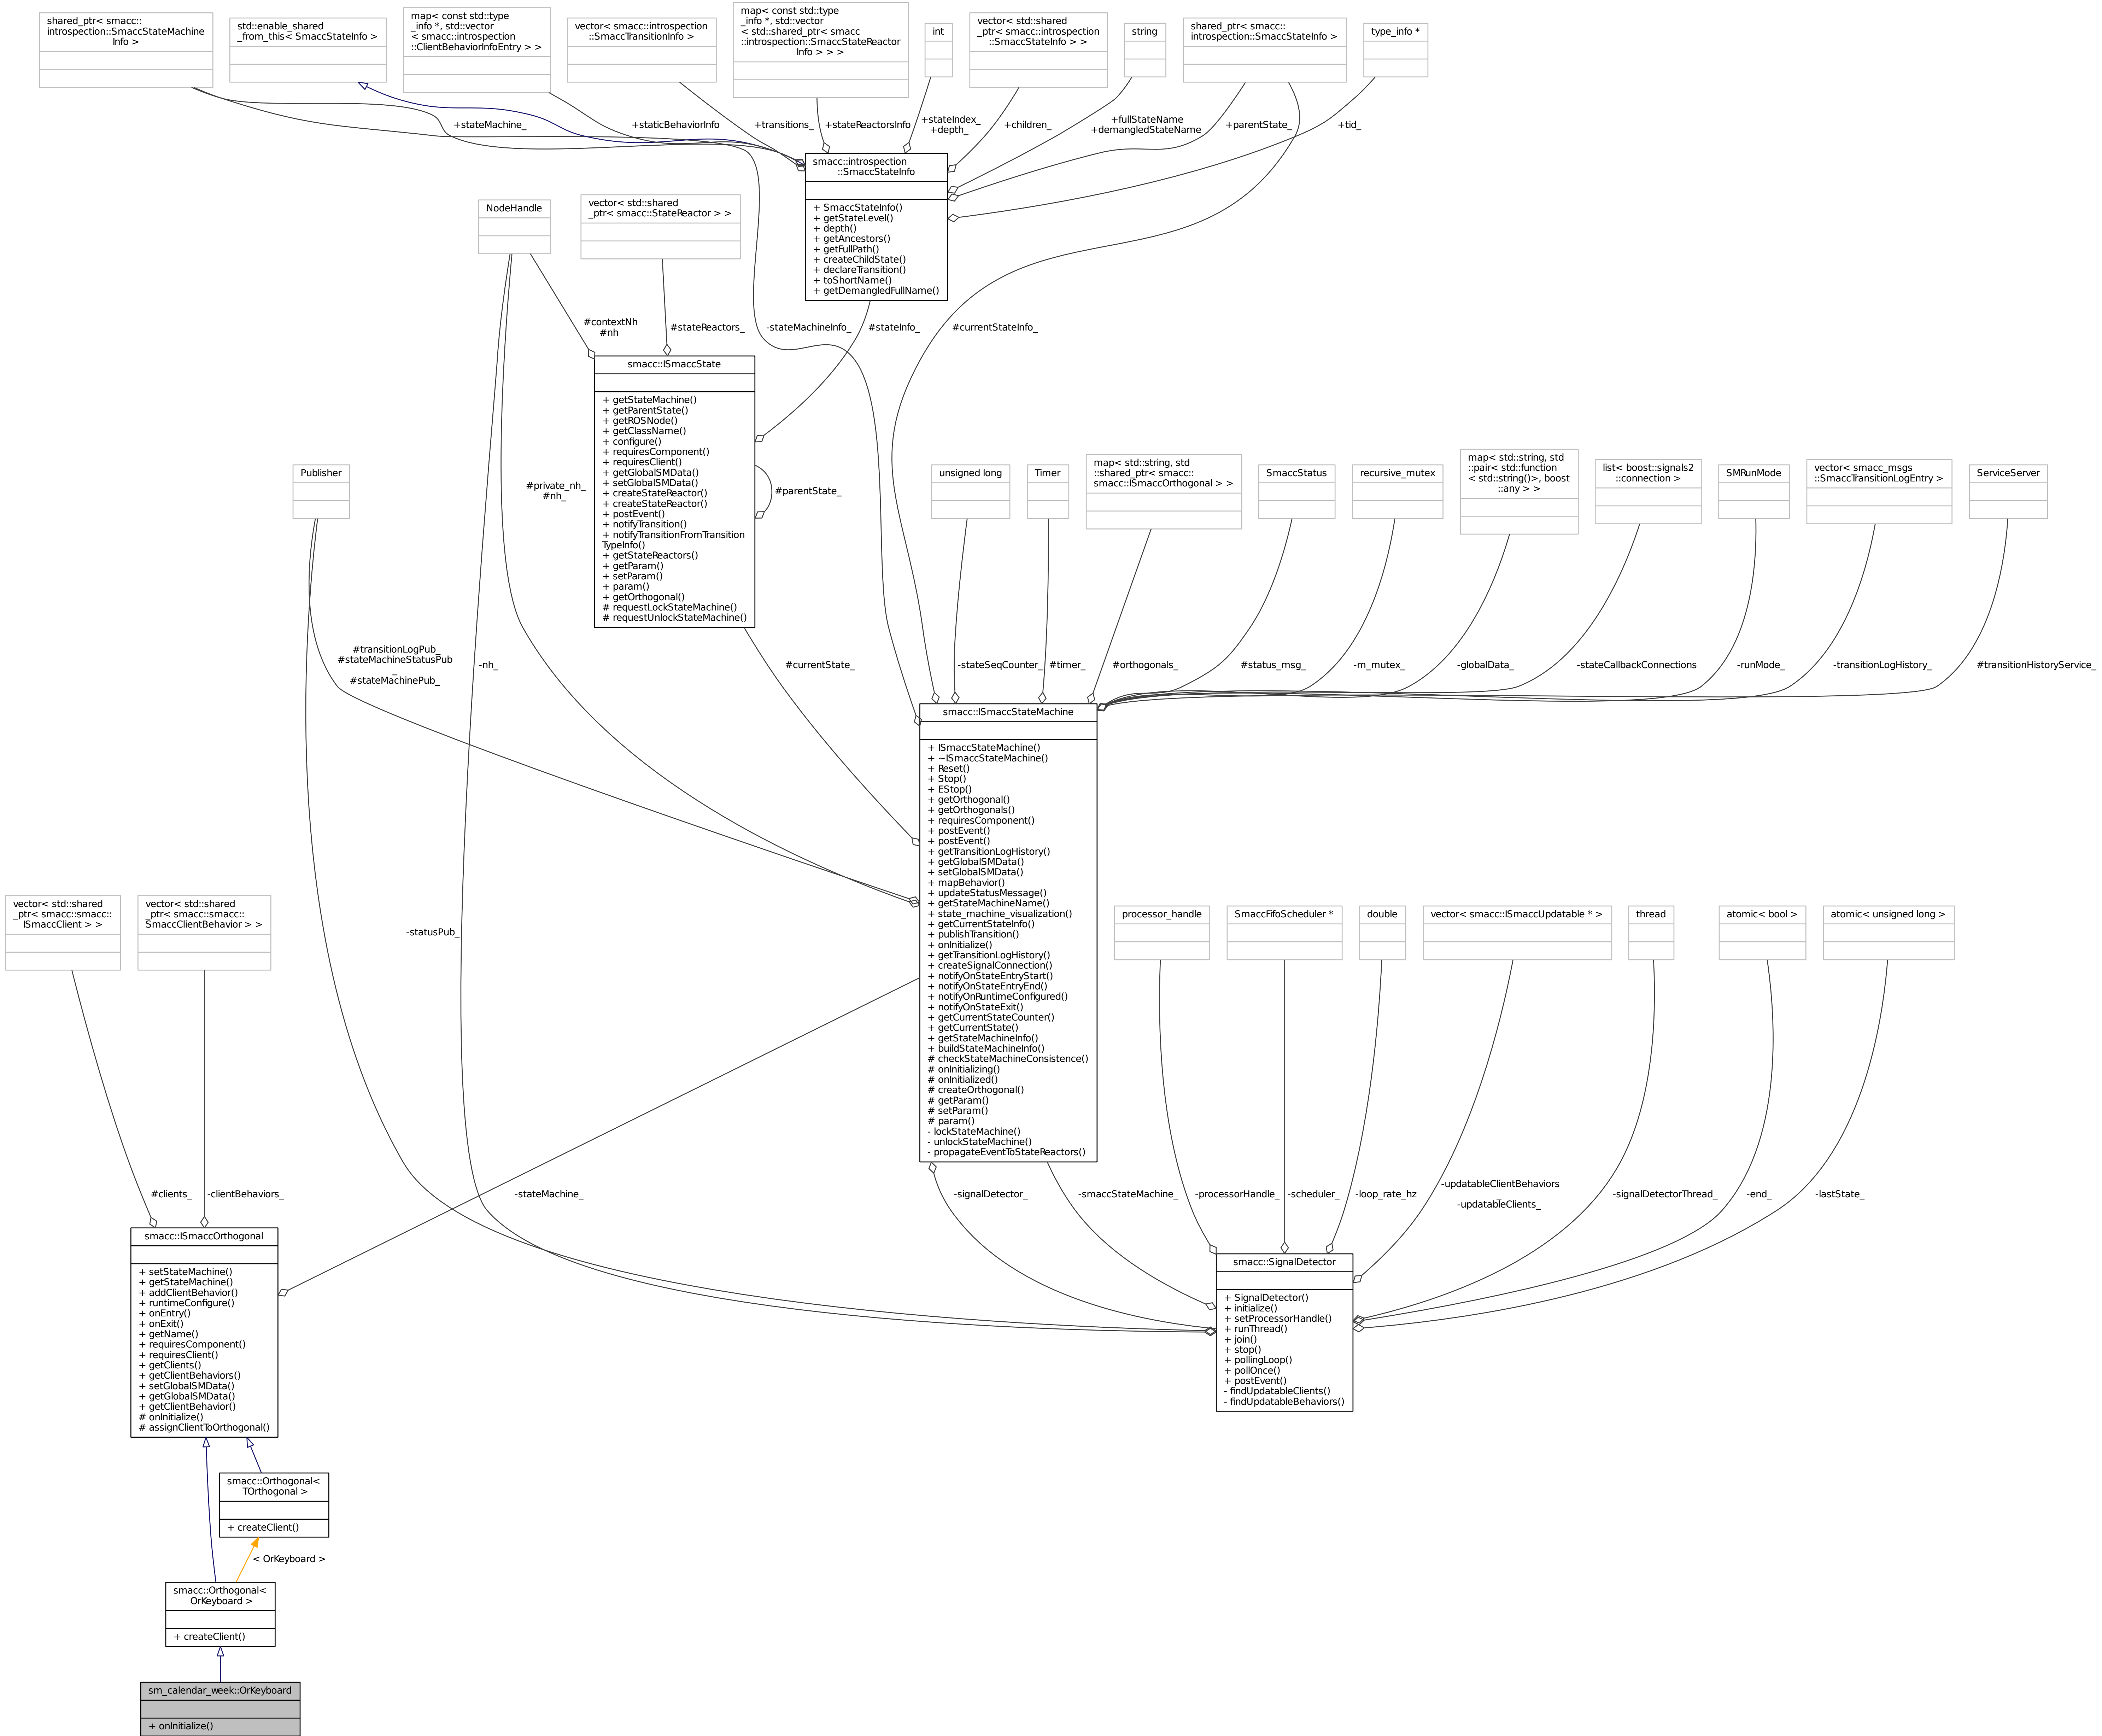 shared_ptr< smacc::
introspection::SmaccStateMachine
Info >
std::enable_shared
_from_this< SmaccStateInfo >
map< const std::type
_info *, std::vector
< smacc::introspection
::ClientBehaviorInfoEntry > >
vector< smacc::introspection
::SmaccTransitionInfo >
map< const std::type
_info *, std::vector
< std::shared_ptr< smacc
::introspection::SmaccStateReactor
Info > > >
int
vector< std::shared
_ptr< smacc::introspection
::SmaccStateInfo > >
string
shared_ptr< smacc::
introspection::SmaccStateInfo >
type_info *
+stateMachine_
+staticBehaviorInfo
+transitions_
+stateReactorsInfo
+stateIndex_
+depth_
+children_
+fullStateName
+demangledStateName
+parentState_
+tid_
smacc::introspection
::SmaccStateInfo
+ SmaccStateInfo()
+ getStateLevel()
+ depth()
+ getAncestors()
+ getFullPath()
+ createChildState()
+ declareTransition()
+ toShortName()
+ getDemangledFullName()
NodeHandle
vector< std::shared
_ptr< smacc::StateReactor > >
#contextNh
#nh
#stateReactors_
-stateMachineInfo_
#stateInfo_
#currentStateInfo_
smacc::ISmaccState
+ getStateMachine()
+ getParentState()
+ getROSNode()
+ getClassName()
+ configure()
+ requiresComponent()
+ requiresClient()
+ getGlobalSMData()
+ setGlobalSMData()
+ createStateReactor()
+ createStateReactor()
+ postEvent()
+ notifyTransition()
+ notifyTransitionFromTransition
TypeInfo()
+ getStateReactors()
+ getParam()
+ setParam()
+ param()
+ getOrthogonal()
# requestLockStateMachine()
# requestUnlockStateMachine()
#parentState_
#private_nh_
#nh_
Publisher
unsigned long
Timer
map< std::string, std
::shared_ptr< smacc::
smacc::ISmaccOrthogonal > >
SmaccStatus
recursive_mutex
map< std::string, std
::pair< std::function
< std::string()>, boost
::any > >
list< boost::signals2
::connection >
SMRunMode
vector< smacc_msgs
::SmaccTransitionLogEntry >
ServiceServer
#transitionLogPub_
#stateMachineStatusPub
_
#stateMachinePub_
-nh_
#currentState_
-stateSeqCounter_
#timer_
#orthogonals_
#status_msg_
-m_mutex_
-globalData_
-stateCallbackConnections
-runMode_
-transitionLogHistory_
#transitionHistoryService_
smacc::ISmaccStateMachine
+ ISmaccStateMachine()
+ ~ISmaccStateMachine()
+ Reset()
+ Stop()
+ EStop()
+ getOrthogonal()
+ getOrthogonals()
+ requiresComponent()
+ postEvent()
+ postEvent()
+ getTransitionLogHistory()
+ getGlobalSMData()
+ setGlobalSMData()
+ mapBehavior()
+ updateStatusMessage()
+ getStateMachineName()
+ state_machine_visualization()
+ getCurrentStateInfo()
+ publishTransition()
+ onInitialize()
+ getTransitionLogHistory()
+ createSignalConnection()
+ notifyOnStateEntryStart()
+ notifyOnStateEntryEnd()
+ notifyOnRuntimeConfigured()
+ notifyOnStateExit()
+ getCurrentStateCounter()
+ getCurrentState()
+ getStateMachineInfo()
+ buildStateMachineInfo()
# checkStateMachineConsistence()
# onInitializing()
# onInitialized()
# createOrthogonal()
# getParam()
# setParam()
# param()
- lockStateMachine()
- unlockStateMachine()
- propagateEventToStateReactors()
vector< std::shared
_ptr< smacc::smacc::
ISmaccClient > >
vector< std::shared
_ptr< smacc::smacc::
SmaccClientBehavior > >
-statusPub_
processor_handle
SmaccFifoScheduler *
double
vector< smacc::ISmaccUpdatable * >
thread
atomic< bool >
atomic< unsigned long >
#clients_
-clientBehaviors_
-stateMachine_
-signalDetector_
-smaccStateMachine_
-processorHandle_
-scheduler_
-loop_rate_hz
-updatableClientBehaviors
_
-updatableClients_
-signalDetectorThread_
-end_
-lastState_
smacc::ISmaccOrthogonal
+ setStateMachine()
+ getStateMachine()
+ addClientBehavior()
+ runtimeConfigure()
+ onEntry()
+ onExit()
+ getName()
+ requiresComponent()
+ requiresClient()
+ getClients()
+ getClientBehaviors()
+ setGlobalSMData()
+ getGlobalSMData()
+ getClientBehavior()
# onInitialize()
# assignClientToOrthogonal()
smacc::SignalDetector
+ SignalDetector()
+ initialize()
+ setProcessorHandle()
+ runThread()
+ join()
+ stop()
+ pollingLoop()
+ pollOnce()
+ postEvent()
- findUpdatableClients()
- findUpdatableBehaviors()
smacc::Orthogonal<
TOrthogonal >
+ createClient()
< OrKeyboard >
smacc::Orthogonal<
OrKeyboard >
+ createClient()
sm_calendar_week::OrKeyboard
+ onInitialize()